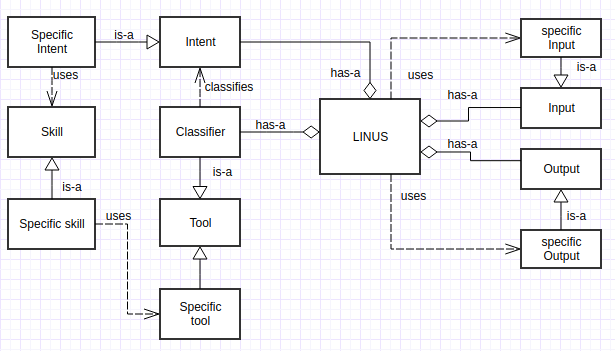 Specific
Intent
is-a
Intent
specific
Input
uses
has-a
uses
is-a
classifies
has-a
Input
Skill
Classifier
has-a
LINUS
has-a
is-a
is-a
Output
uses
Specific skill
uses
Tool
is-a
specific
Output
Specific
tool